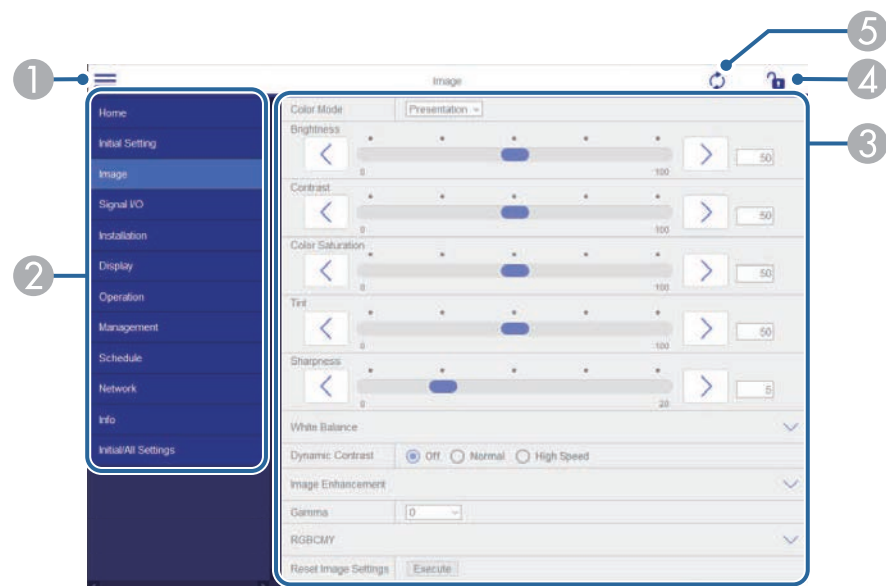 5
1
Image
4
Home
Color Mode
Presentation
Initial Setting
Brightness
0
100
50
3
Image
Signal I/O
Contrast
0
100
50
Installation
Color Saturation
0
100
50
2
Display
Operation
Tint
0
100
50
Management
Schedule
Sharpness
0
20
5
Network
Info
White Balance
Initial/All Settings
Dynamic Contrast
Off Normal High Speed
Image Enhancement
Gamma
0
RGBCMY
Reset Image Settings
Execute